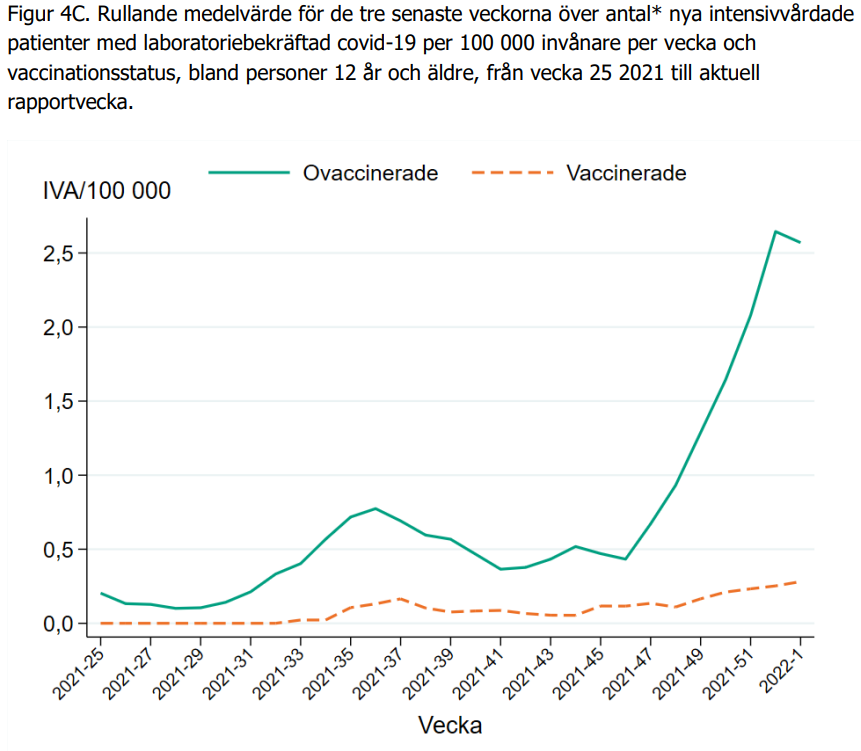 Figur 4C. Rullande medelvärde för de tre senaste veckorna över antal* nya intensivvårdade
patienter med laboratoriebekräftad covid-19 per 100 000 invånare per vecka och
vaccinationsstatus, bland personer 12 år och äldre, från vecka 25 2021 till aktuell
rapportvecka.
Ovaccinerade Vaccinerade
IVA/100 000
2,5
2,0
1,5
1,0
0,5
0,0
2021-25 2021-27 2021-29 2021-31 2021-33 2021-35 2021-37 2021-39 2021-41 2021-43 2021-45 2021-47 2021-49 2021-51 2022-1
Vecka